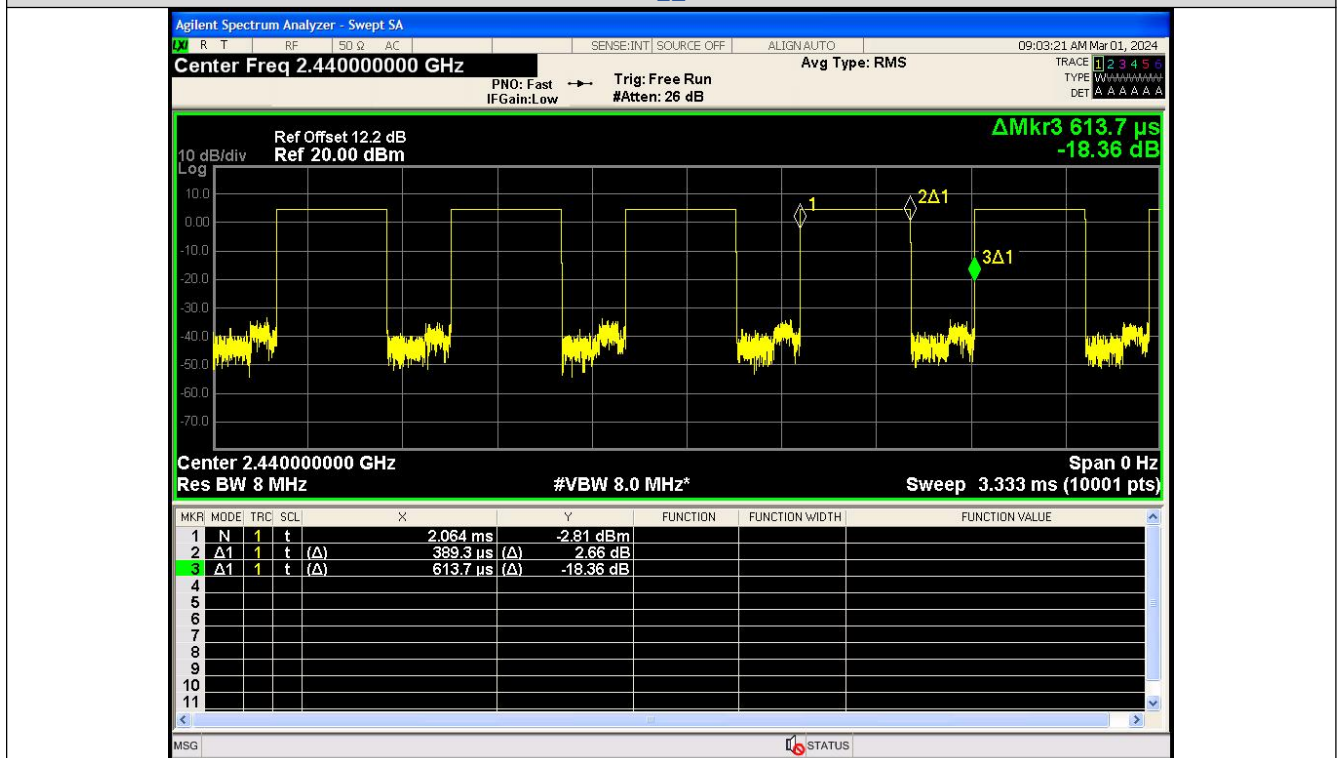 Agilent Spectrum Analyzer - Swept SA
LXI R T RF 50 Ω AC SENSE:INT SOURCE OFF ALIGN AUTO 09:03:21 AM Mar 01, 2024
Center Freq 2.440000000 GHz Avg Type: RMS TRACE 1 2 3 4 5 6
PNO: Fast Trig: Free Run TYPE WWWWWW
IFGain:Low #Atten: 26 dB DET A A A A A A
ΔMkr3 613.7 μs
Ref Offset 12.2 dB
10 dB/div Ref 20.00 dBm -18.36 dB
Log
10.0
0.00
-10.0
-20.0
-30.0
-40.0
-50.0
-60.0
-70.0
1
2Δ1
3Δ1
Center 2.440000000 GHz Span 0 Hz
Res BW 8 MHz #VBW 8.0 MHz* Sweep 3.333 ms (10001 pts)
MKR MODE TRC SCL X Y FUNCTION FUNCTION WIDTH FUNCTION VALUE
1 N 1 t 2.064 ms -2.81 dBm
2 Δ1 1 t (Δ) 389.3 μs (Δ) 2.66 dB
3 Δ1 1 t (Δ) 613.7 μs (Δ) -18.36 dB
4
5
6
7
8
9
10
11
MSG STATUS